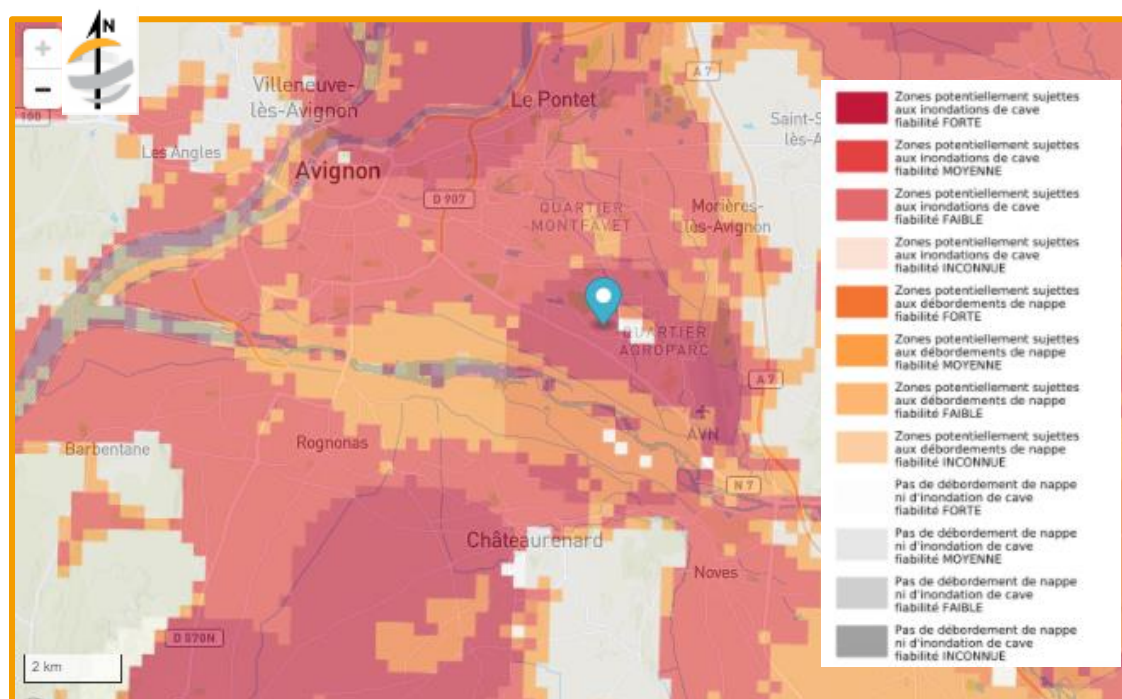 N
+
−
100
Villeneuve-
lès-Avignon
Les Angles
Avignon
Le Pontet
A 7
Saint-S
lès-A
D 907
QUARTIER
MONTFAVET
Morières-
lès-Avignon
QUARTIER
AGROPARC
A 7
AVN
Barbentane
Rognonas
N 7
Châteaurenard
Noves
D 570N
2 km
Zones potentiellement sujettes
aux inondations de cave
fiabilité FORTE
Zones potentiellement sujettes
aux inondations de cave
fiabilité MOYENNE
Zones potentiellement sujettes
aux inondations de cave
fiabilité FAIBLE
Zones potentiellement sujettes
aux inondations de cave
fiabilité INCONNUE
Zones potentiellement sujettes
aux débordements de nappe
fiabilité FORTE
Zones potentiellement sujettes
aux débordements de nappe
fiabilité MOYENNE
Zones potentiellement sujettes
aux débordements de nappe
fiabilité FAIBLE
Zones potentiellement sujettes
aux débordements de nappe
fiabilité INCONNUE
Pas de débordement de nappe
ni d'inondation de cave
fiabilité FORTE
Pas de débordement de nappe
ni d'inondation de cave
fiabilité MOYENNE
Pas de débordement de nappe
ni d'inondation de cave
fiabilité FAIBLE
Pas de débordement de nappe
ni d'inondation de cave
fiabilité INCONNUE